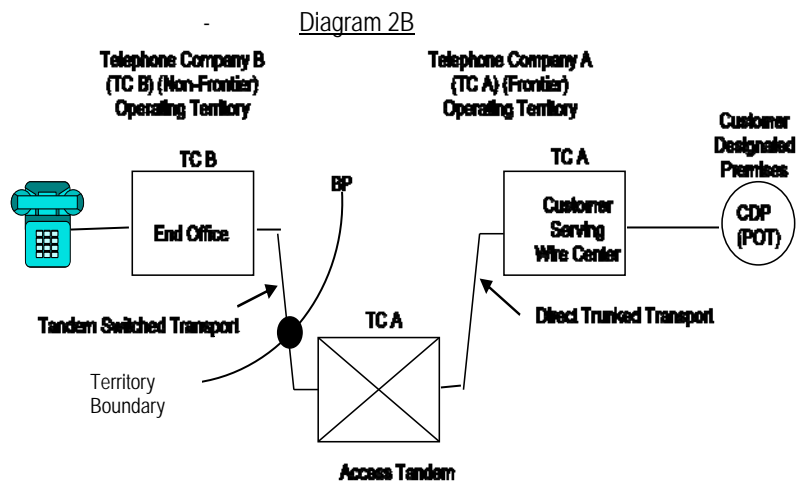 -
Diagram 2B
Telephone Company B
(TC B) (Non-Frontier)
Operating Territory
Telephone Company A
(TC A) (Frontier)
Operating Territory
Customer
Designated
Premises
TC B
BP
TC A
End Office
Customer
Serving
Wire Center
CDP
(POT)
Tandem Switched Transport
TC A
Direct Trunked Transport
Territory
Boundary
Access Tandem